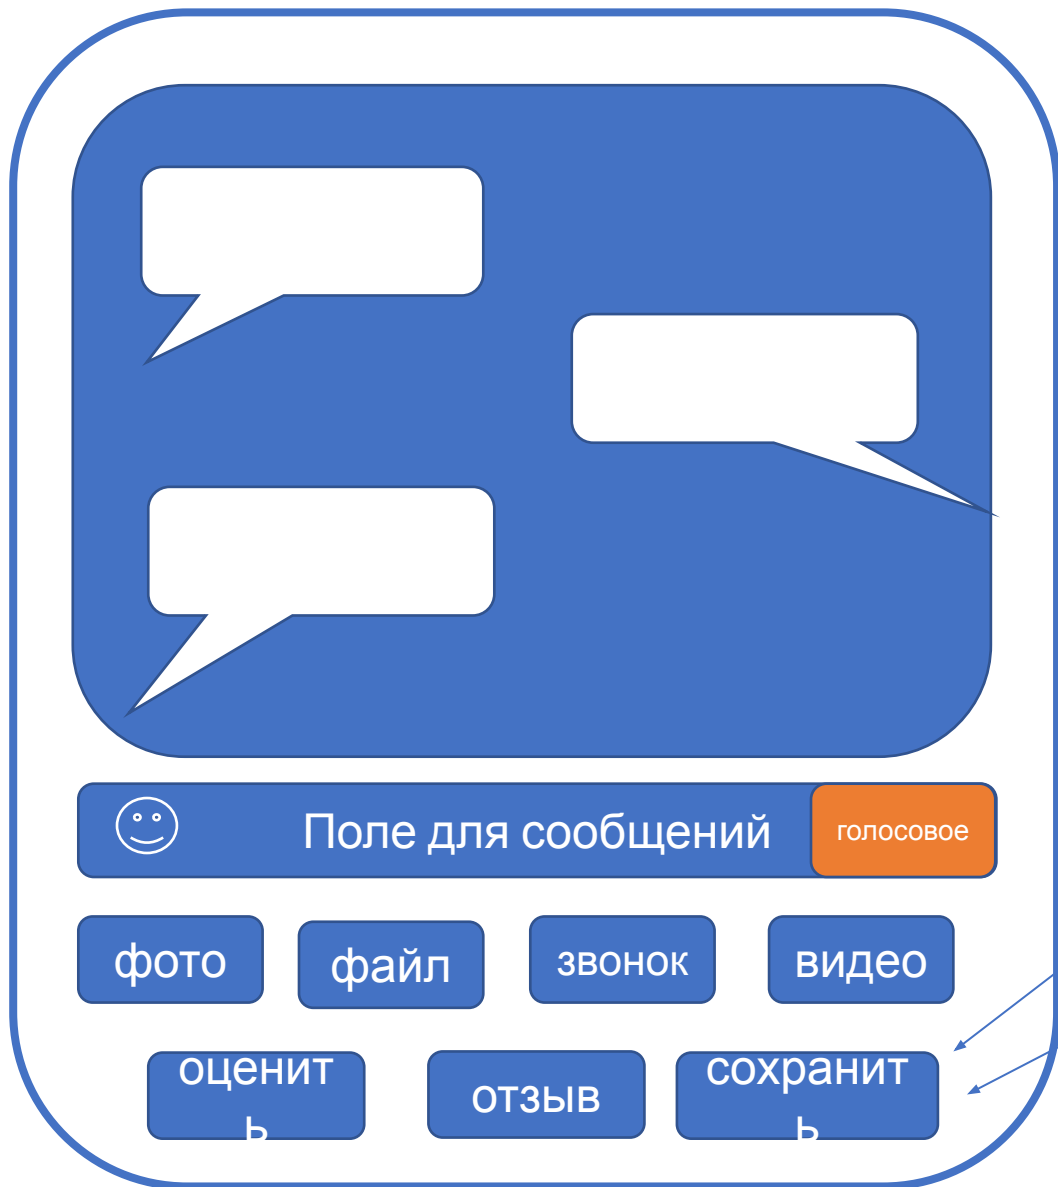 Поле для сообщений
голосовое
фото
файл
звонок
видео
оценит
ь
отзыв
сохранит
ь